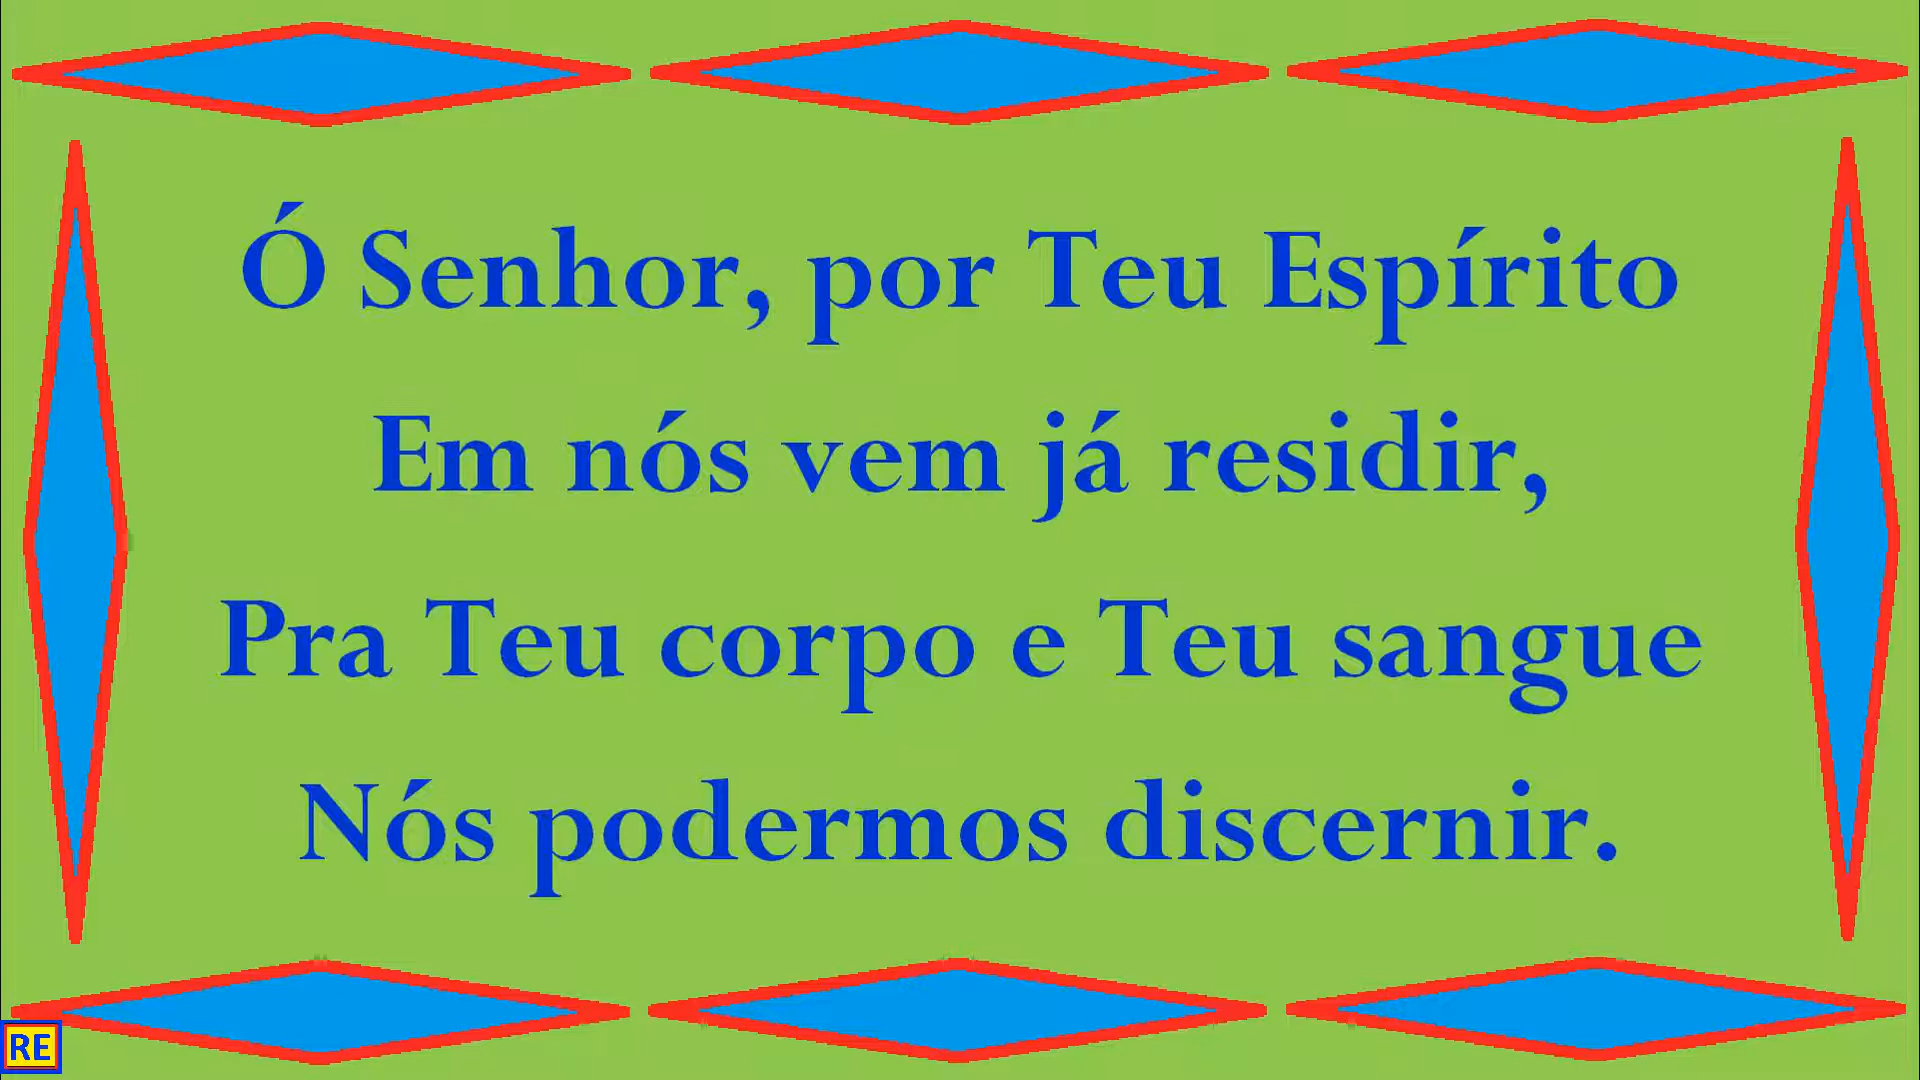 Ó Senhor, por Teu Espírito
Em nós vem já residir,
Pra Teu corpo e Teu sangue
Nós podermos discernir.
RE